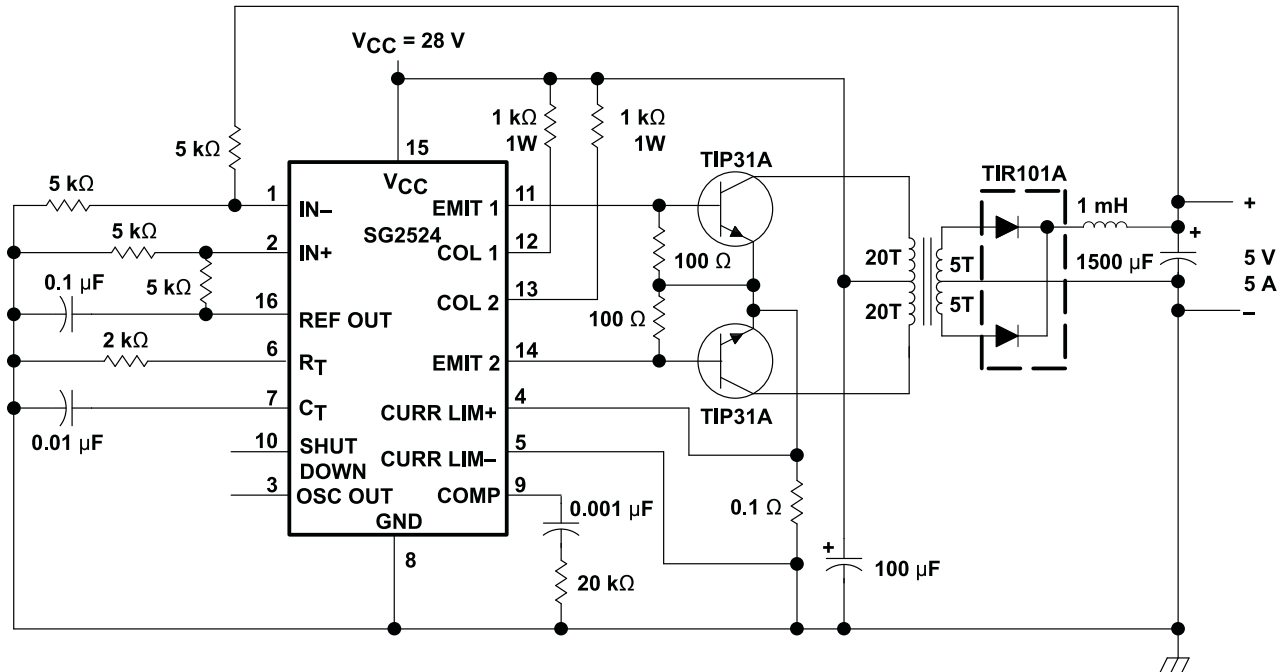 VCC = 28 V
5 kΩ
1 kΩ
1W
1 kΩ
1W
5 kΩ
15
VCC
TIP31A
TIR101A
1
IN–
EMIT 1
11
1 mH
+
5 kΩ
SG2524
2
IN+
COL 1
12
100 Ω
20T
5T
1500 µF
+
5 V
5 A
0.1 µF
5 kΩ
16
REF OUT
COL 2
13
100 Ω
20T
5T
–
2 kΩ
6
RT
EMIT 2
14
0.01 µF
7
CT
CURR LIM+
4
TIP31A
10
SHUT
DOWN
CURR LIM–
5
3
OSC OUT
COMP
9
0.001 µF
0.1 Ω
GND
8
20 kΩ
+
100 µF